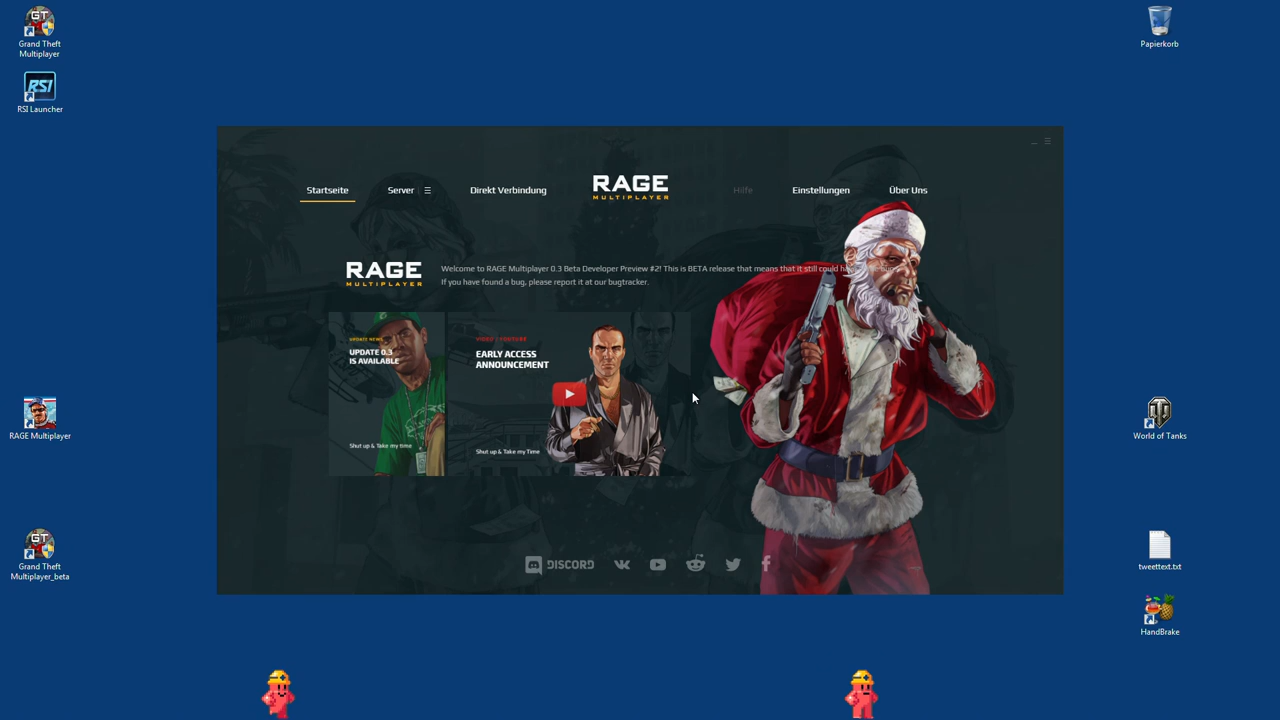 Grand Theft
Multiplayer
RSI
RSI Launcher
RAGE Multiplayer
GT
Grand Theft
Multiplayer_beta
Startseite
Server
Direkt Verbindung
RAGE
MULTIPLAYER
Hilfe
Einstellungen
Über Uns
RAGE
MULTIPLAYER
Welcome to RAGE Multiplayer 0.3 Beta Developer Preview #2! This is BETA release that means that it still could
If you have found a bug, please report it at our bugtracker.
UPDATE NEWS
UPDATE 0.3
IS AVAILABLE
Shut up & Take my time
EARLY ACCESS
ANNOUNCEMENT
Shut up & Take my Time
DISCORD
Papierkorb
World of Tanks
tweettext.txt
HandBrake